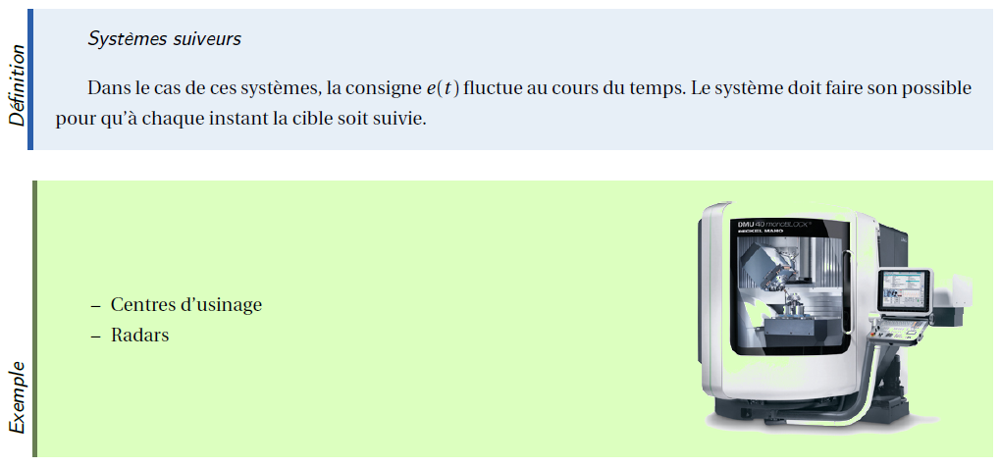 Définition
Systèmes suiveurs
Dans le cas de ces systèmes, la consigne e(t) fluctue au cours du temps. Le système doit faire son possible
pour qu'à chaque instant la cible soit suivie.
Exemple
– Centres d'usinage
– Radars
DMU 40 monoBLOCK
DECKEL MAHO